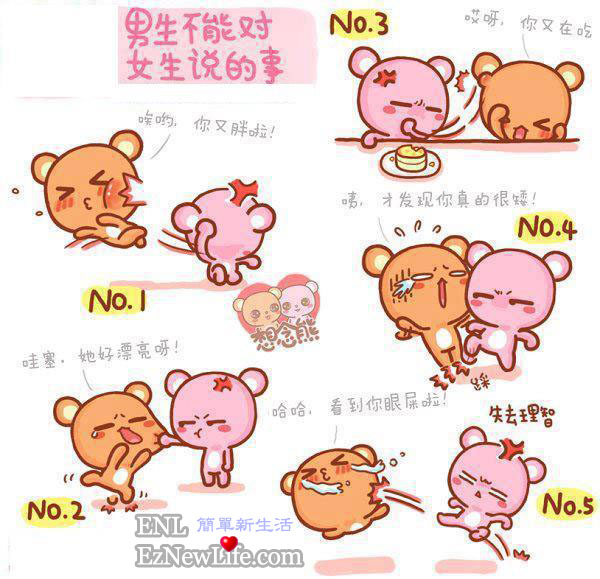 男生不能对
女生说的事
唉哟，你又胖啦!
NO.1
哇塞，她好漂亮呀!
NO.2
NO.3
哎呀，你又在吃
咦，才发现你真的很矮!
NO.4
踩
想念熊
哈哈，看到你眼屎啦!
失去理智
NO.5
ENL 簡單新生活
EzNewLife.com